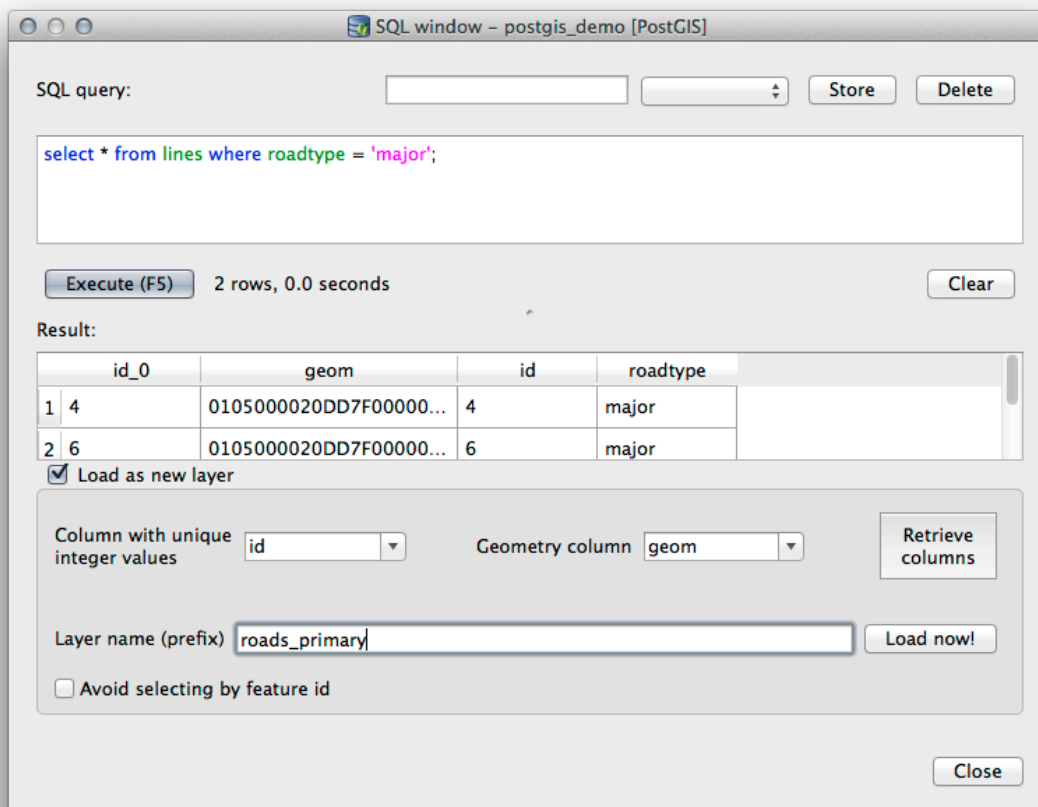 SQL window – postgis_demo [PostGIS]
SQL query:
Store
Delete
select * from lines where roadtype = 'major';
Execute (F5)
2 rows, 0.0 seconds
Clear
Result:
id_0 geom id roadtype
1 4 0105000020DD7F00000... 4 major
2 6 0105000020DD7F00000... 6 major
Load as new layer
Column with unique
integer values
id
Geometry column
geom
Retrieve
columns
Layer name (prefix)
roads_primary
Load now!
Avoid selecting by feature id
Close